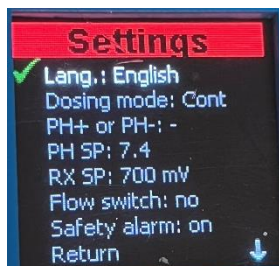 Settings
Lang.: English
Dosing mode: Cont
PH+ or PH-: -
PH SP: 7.4
RX SP: 700 mV
Flow switch: no
Safety alarm: on
Return